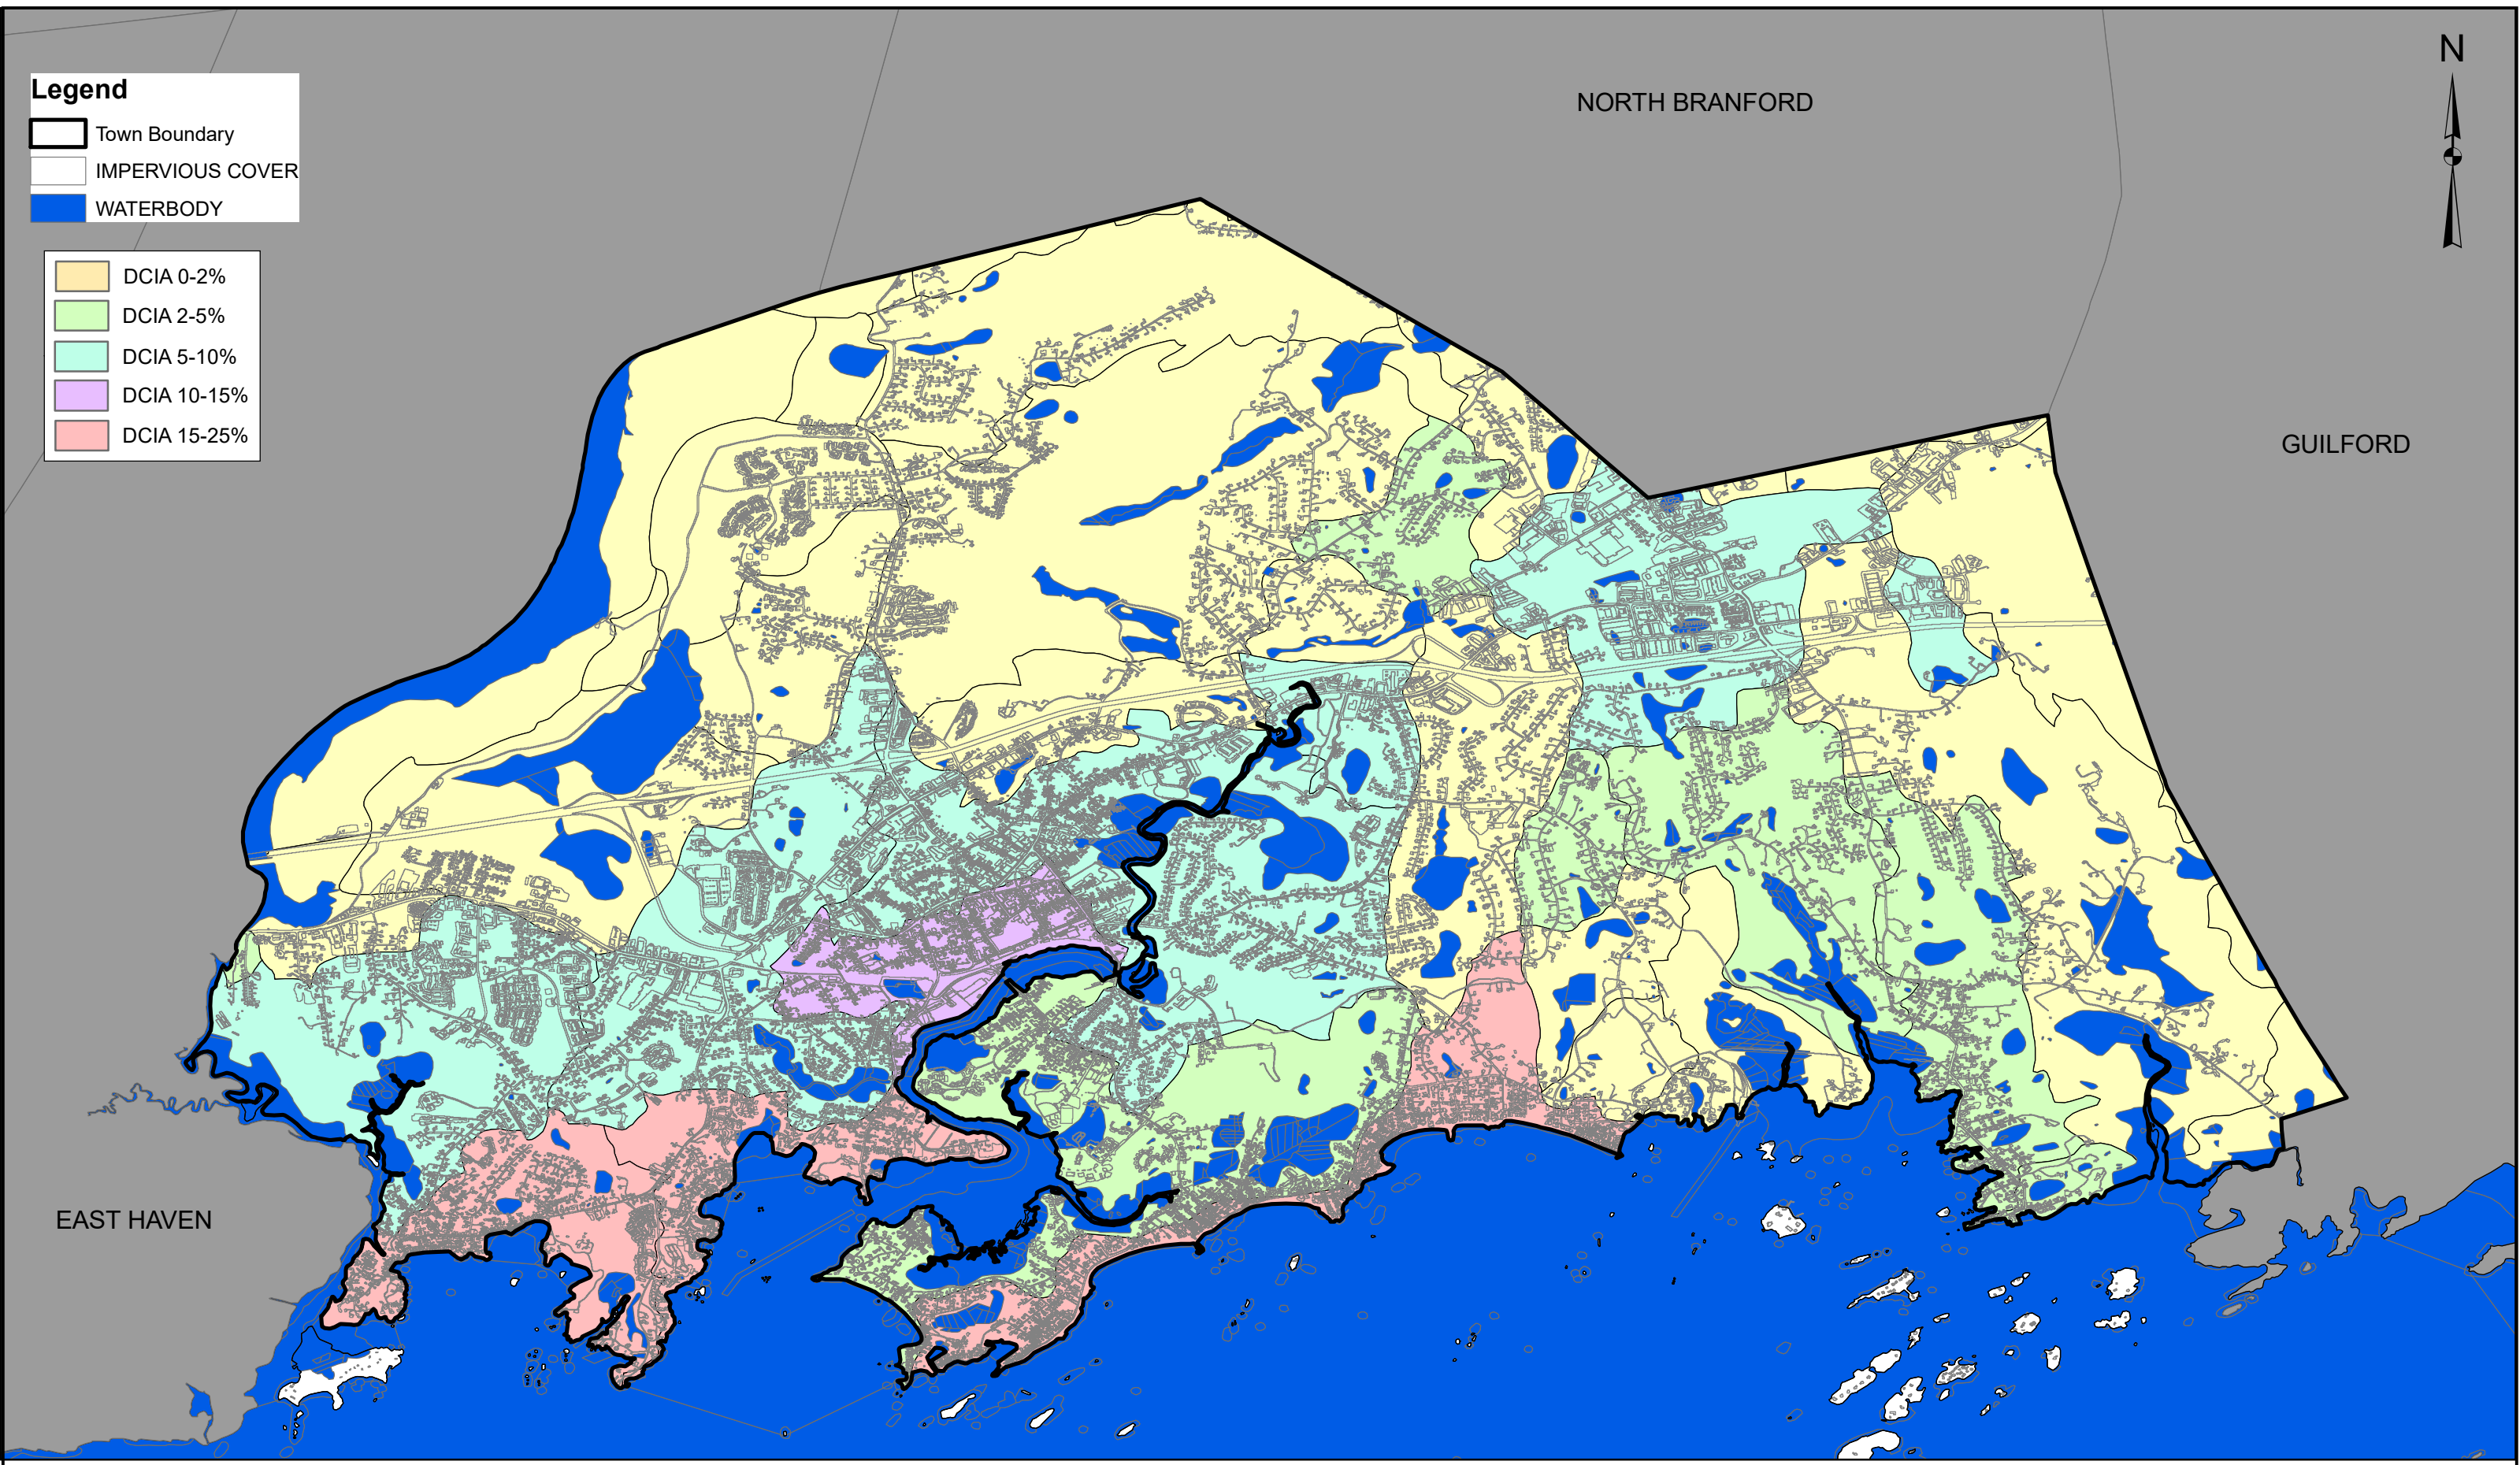 N
Legend
Town Boundary
IMPERVIOUS COVER
WATERBODY
NORTH BRANFORD
DCIA 0-2%
DCIA 2-5%
DCIA 5-10%
DCIA 10-15%
DCIA 15-25%
GUILFORD
EAST HAVEN